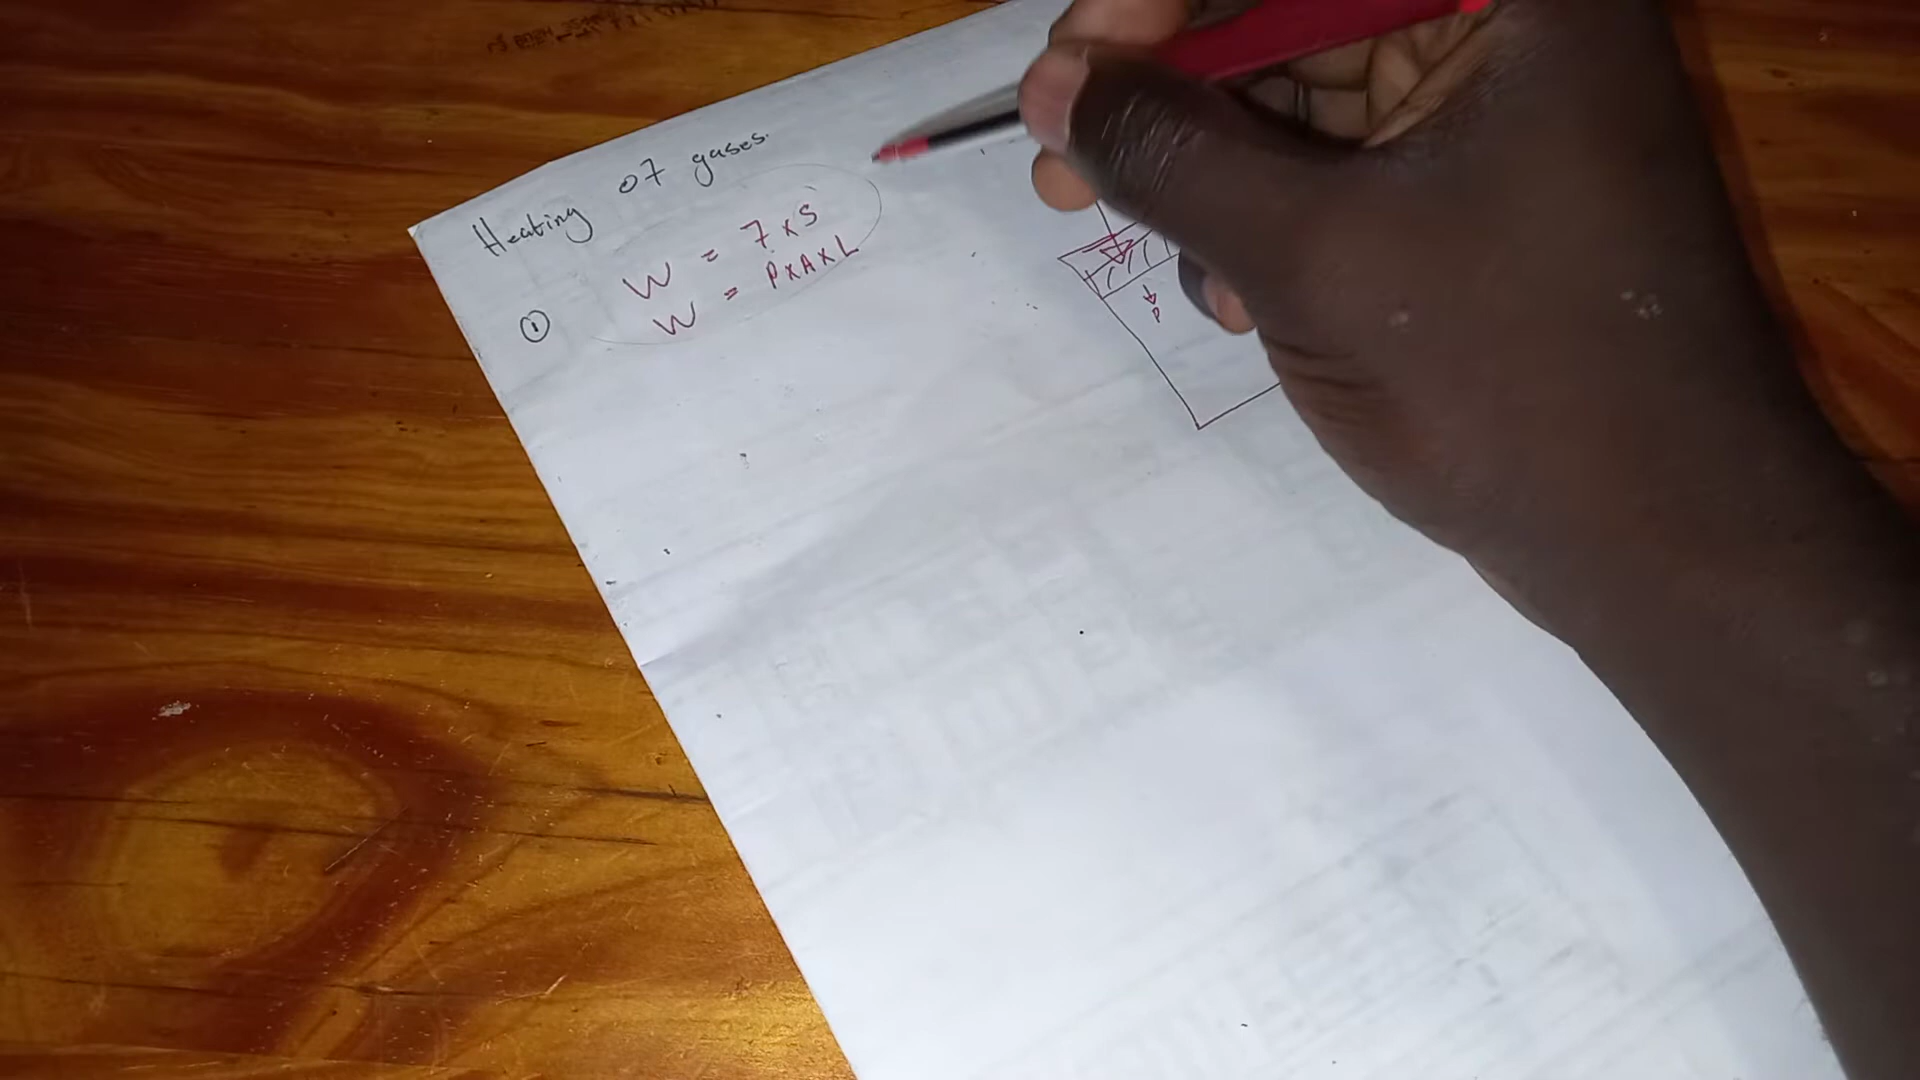 Heating of gases.
① W = f x s
W = P x A x L
P